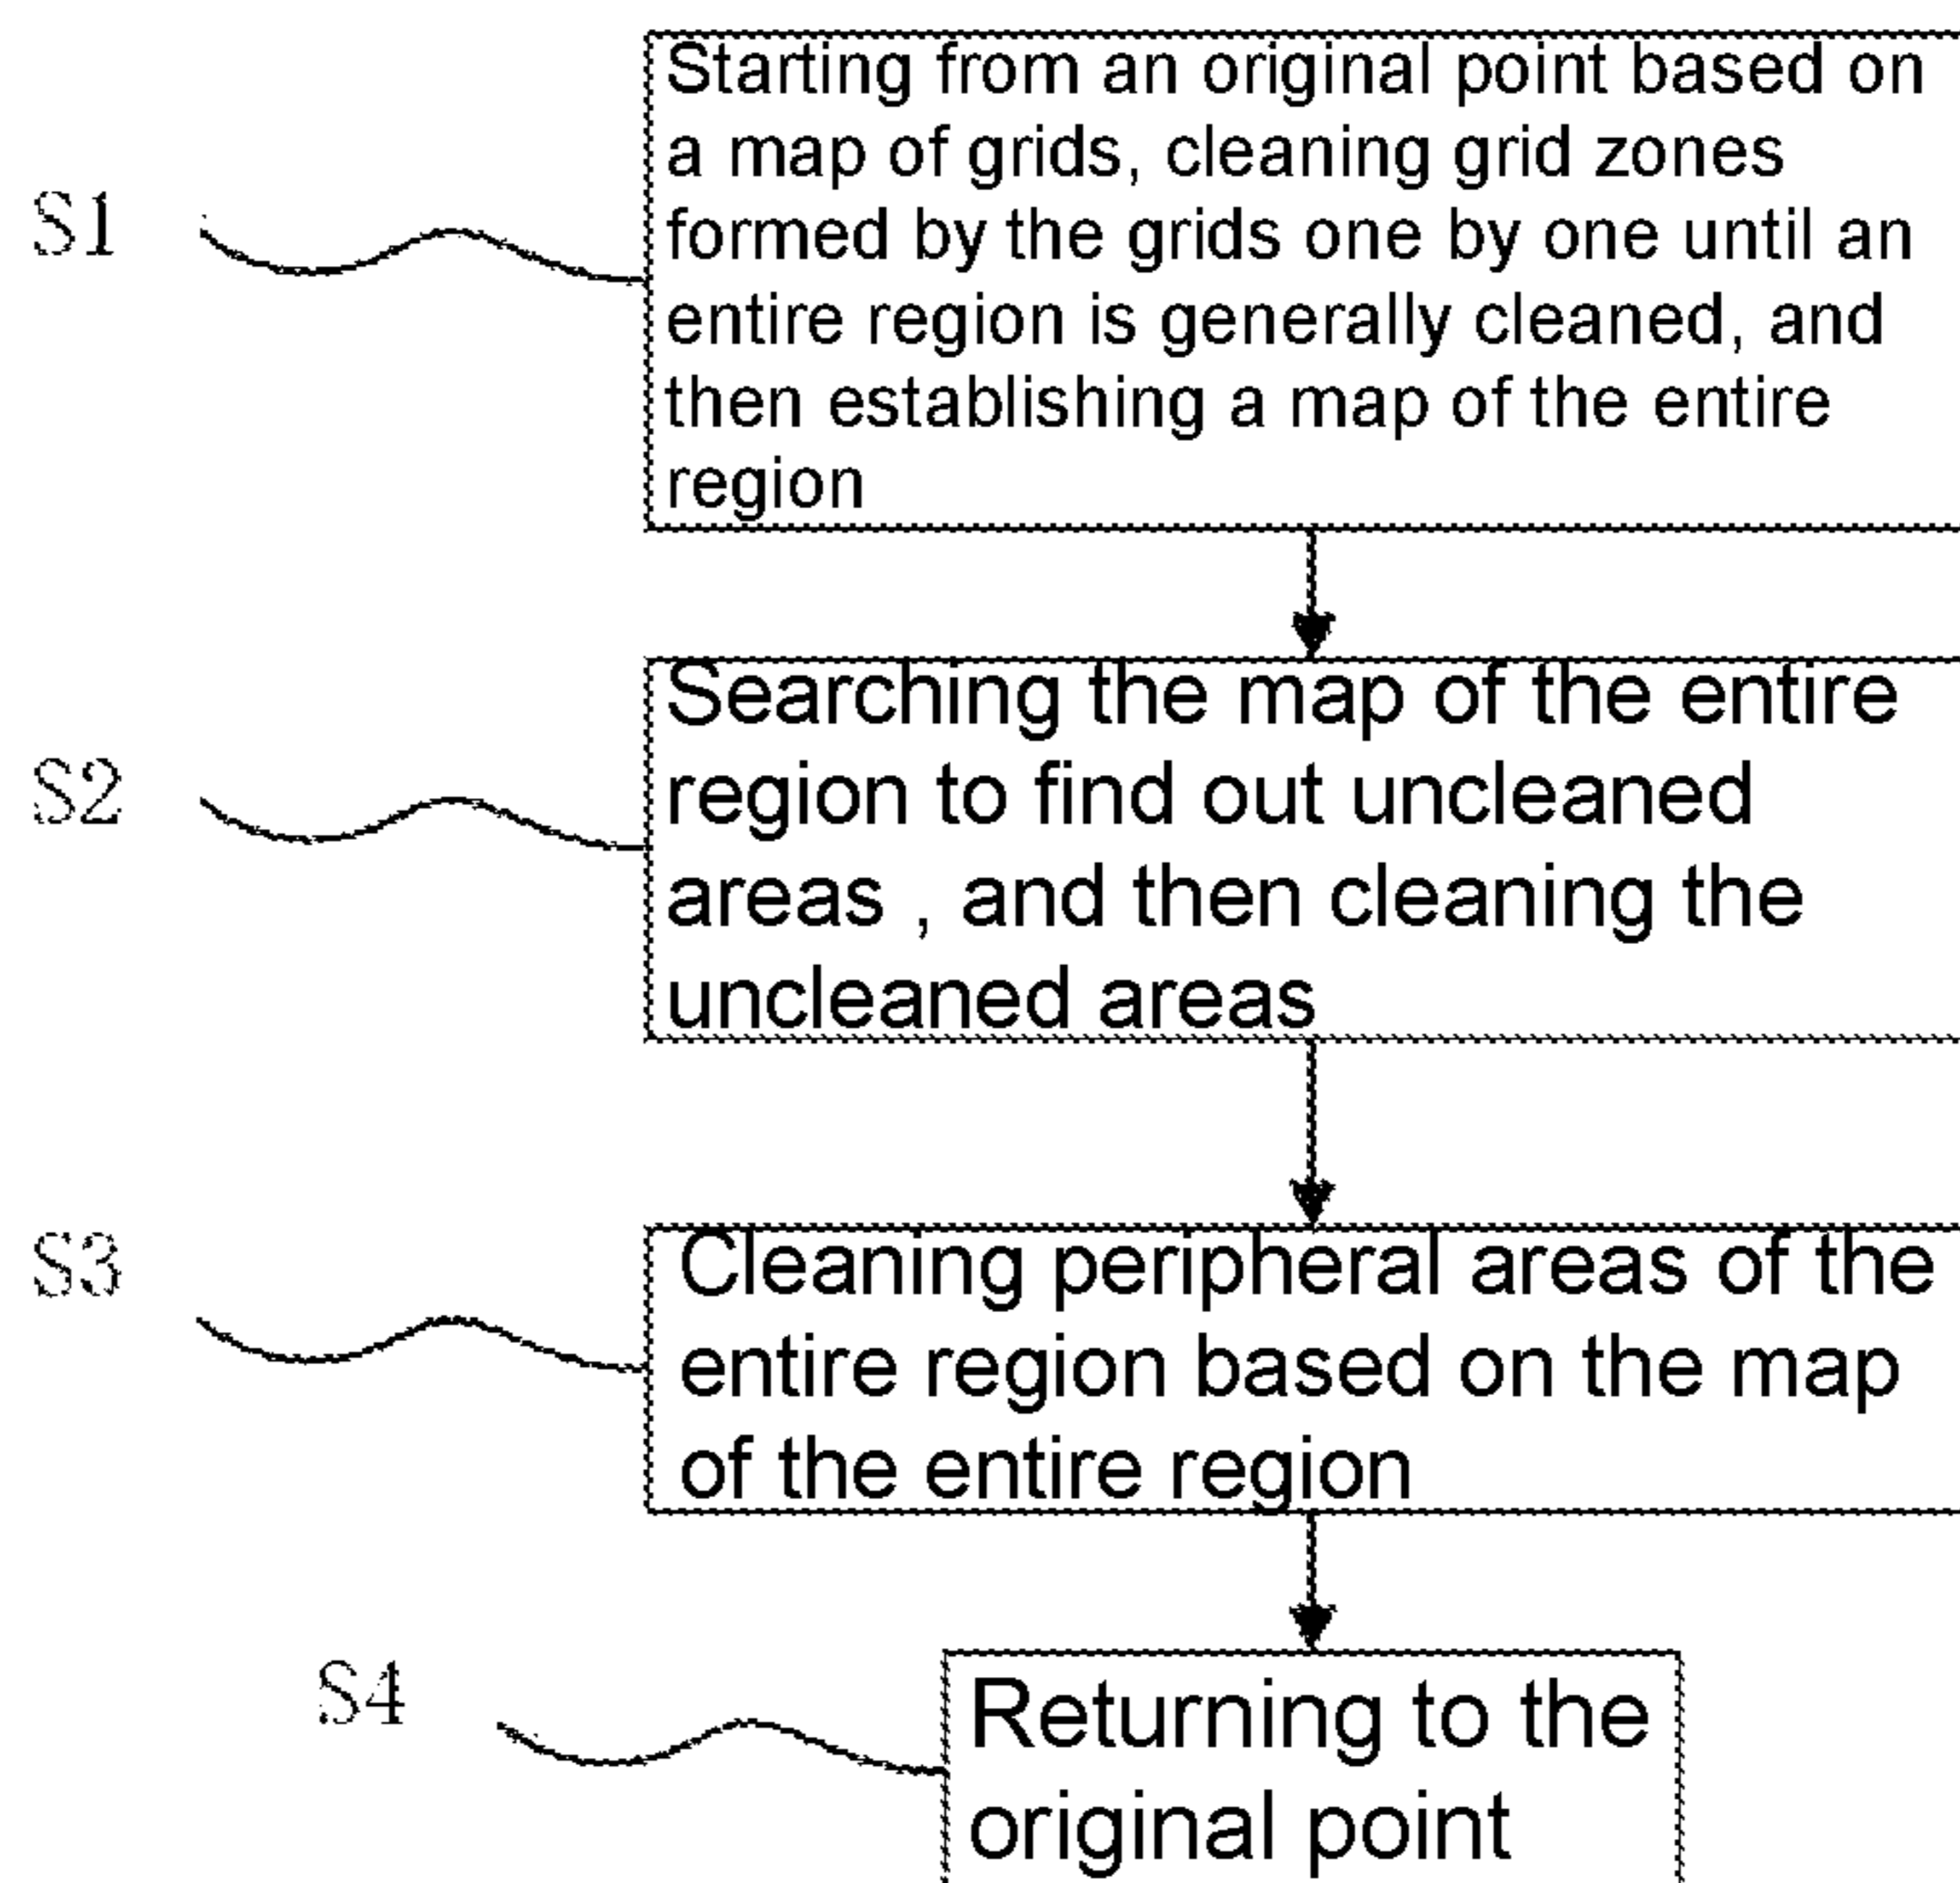 S1
Starting from an original point based on
a map of grids, cleaning grid zones
formed by the grids one by one until an
entire region is generally cleaned, and
then establishing a map of the entire
region
S2
Searching the map of the entire
region to find out uncleaned
areas , and then cleaning the
uncleaned areas
S3
Cleaning peripheral areas of the
entire region based on the map
of the entire region
S4
Returning to the
original point